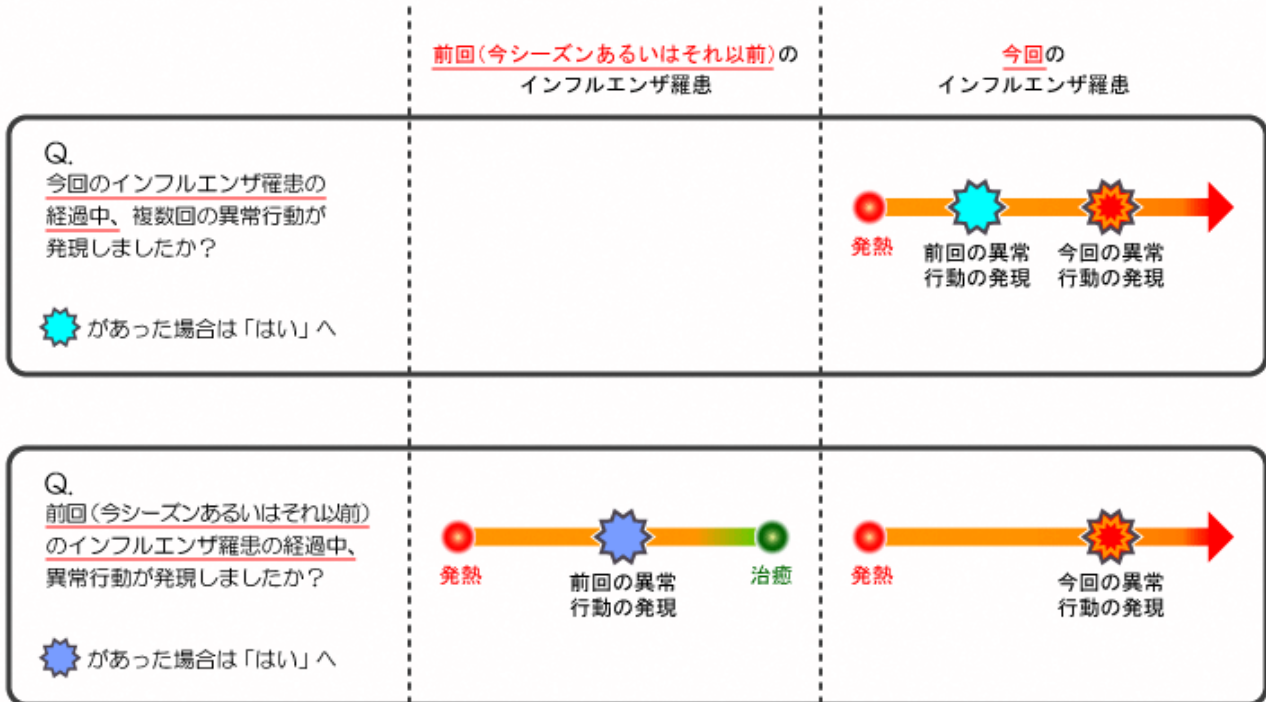 前回(今シーズンあるいはそれ以前)の
インフルエンザ羅患
今回の
インフルエンザ羅患
Q.
今回のインフルエンザ罹患の
経過中、複数回の異常行動が
発現しましたか?
があった場合は「はい」へ
発熱
前回の異常
行動の発現
今回の異常
行動の発現
Q.
前回(今シーズンあるいはそれ以前)
のインフルエンザ羅患の経過中、
異常行動が発現しましたか?
があった場合は「はい」へ
発熱
前回の異常
行動の発現
治癒
発熱
今回の異常
行動の発現